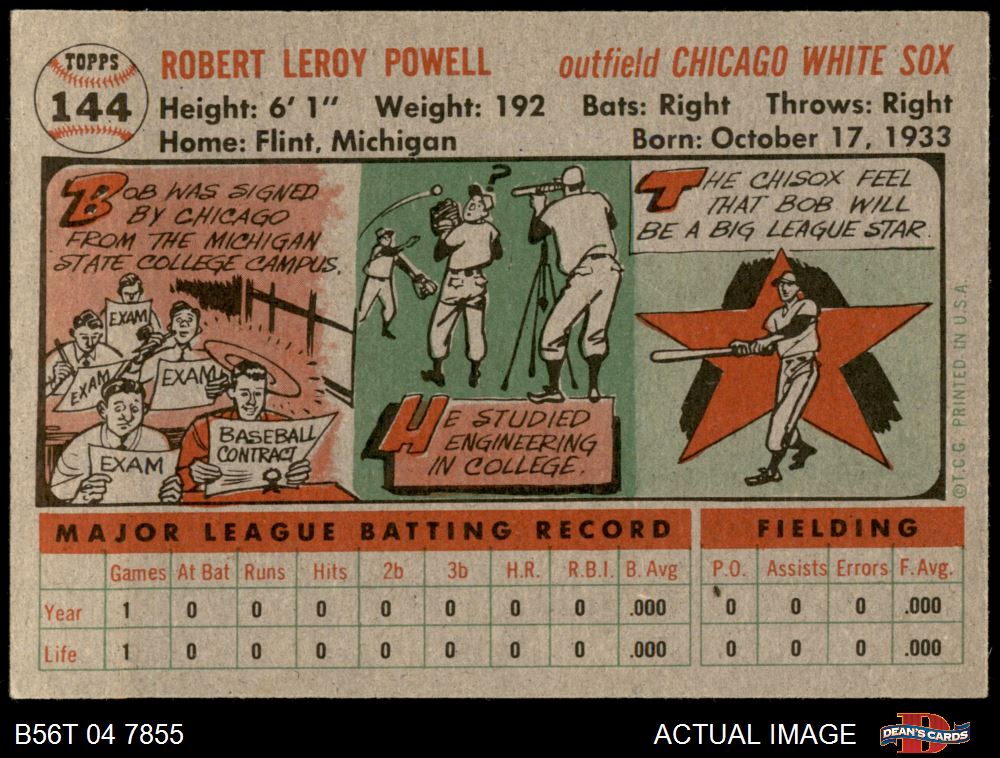 TOPPS
144
ROBERT LEROY POWELL outfield CHICAGO WHITE SOX
Height: 6' 1" Weight: 192 Bats: Right Throws: Right
Home: Flint, Michigan Born: October 17, 1933
BOB WAS SIGNED
BY CHICAGO
FROM THE MICHIGAN
STATE COLLEGE CAMPUS.
EXAM
EXAM
EXAM
EXAM
BASEBALL
CONTRACT
?
HE STUDIED
ENGINEERING
IN COLLEGE.
THE CHISOX FEEL
THAT BOB WILL
BE A BIG LEAGUE STAR.
©T.C.G. PRINTED IN U.S.A.
MAJOR LEAGUE BATTING RECORD FIELDING
Games At Bat Runs Hits 2b 3b H.R. R.B.I. B. Avg P.O. Assists Errors F. Avg.
Year 1 0 0 0 0 0 0 0 .000 0 0 0 .000
Life 1 0 0 0 0 0 0 0 .000 0 0 0 .000
B56T 04 7855 ACTUAL IMAGE D DEAN'S CARDS